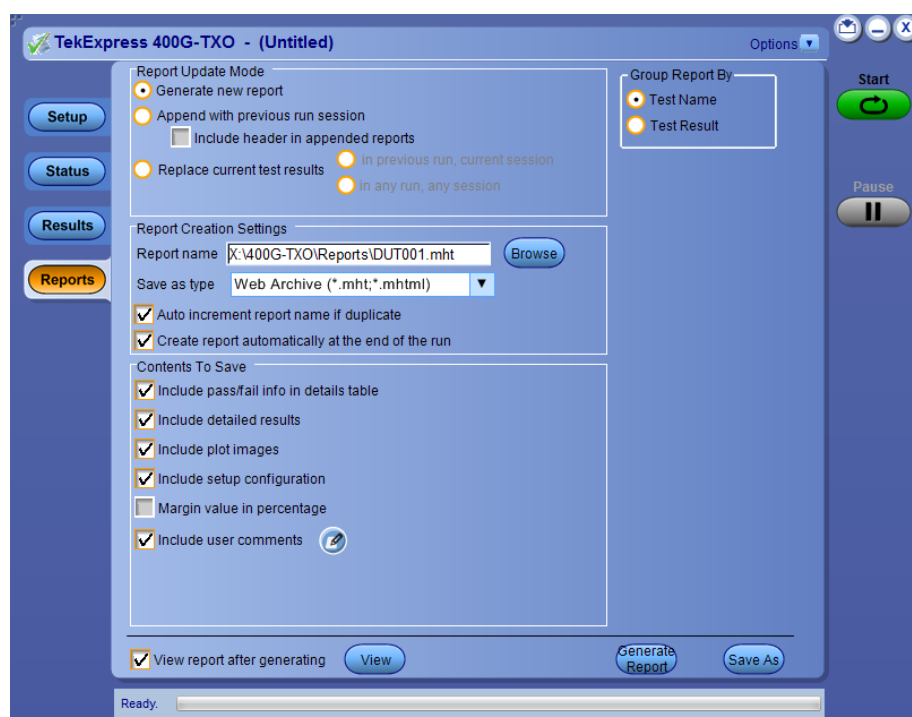 TekExpress 400G-TXO - (Untitled)
Options
X
Start
Pause
Setup
Status
Results
Reports
Report Update Mode
Generate new report
Append with previous run session
Include header in appended reports
Replace current test results
In previous run, current session
In any run, any session
Group Report By
Test Name
Test Result
Report Creation Settings
Report name X:\400G-TXO\Reports\DUT001.mht Browse
Save as type Web Archive (*.mht;*.mhtml)
Auto increment report name if duplicate
Create report automatically at the end of the run
Contents To Save
Include pass/fail info in details table
Include detailed results
Include plot images
Include setup configuration
Margin value in percentage
Include user comments
View report after generating View
Generate
Report
Save As
Ready.